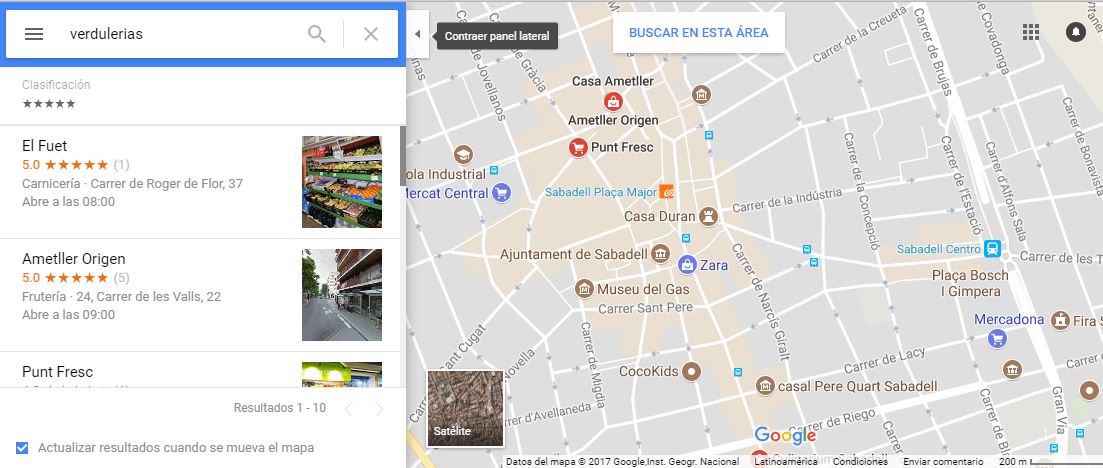 verdulerias
Contraer panel lateral
BUSCAR EN ESTA ÁREA
Clasificación
★★★★★
El Fuet
5.0 ★★★★★ (1)
Carnicería · Carrer de Roger de Flor, 37
Abre a las 08:00
Ametller Origen
5.0 ★★★★★ (5)
Frutería · 24, Carrer de les Valls, 22
Abre a las 09:00
Punt Fresc
Resultados 1 - 10
Actualizar resultados cuando se mueva el mapa
Carrer de Jovellanos
Casa Ametller
Ametller Origen
Punt Fresc
ola Industrial
Mercat Central
Sabadell Plaça Major
Casa Duran
Ajuntament de Sabadell
Zara
Museu del Gas
Carrer Sant Pere
Carrer de la Creueta
Carrer de Brujas
Carrer de Covadonga
Carrer de Bonavista
Carrer de la Indústria
Carrer de la Concepció
Carrer de l'Estació
Carrer d'Alfons Sala
Sabadell Centro
Carrer de les T
Plaça Bosch
I Gimpera
Mercadona
Fira S
Carrer de Narcís Giralt
Carrer de Lacy
Sant Cugat
Novella
Carrer de Migdia
CocoKids
casal Pere Quart Sabadell
Carrer d'Avellaneda
Carrer de Riego
Gran Via
Satélite
Google
Sabadell
Datos del mapa © 2017 Google,Inst. Geogr. Nacional
Latinoamérica
Condiciones
Enviar comentario
200 m